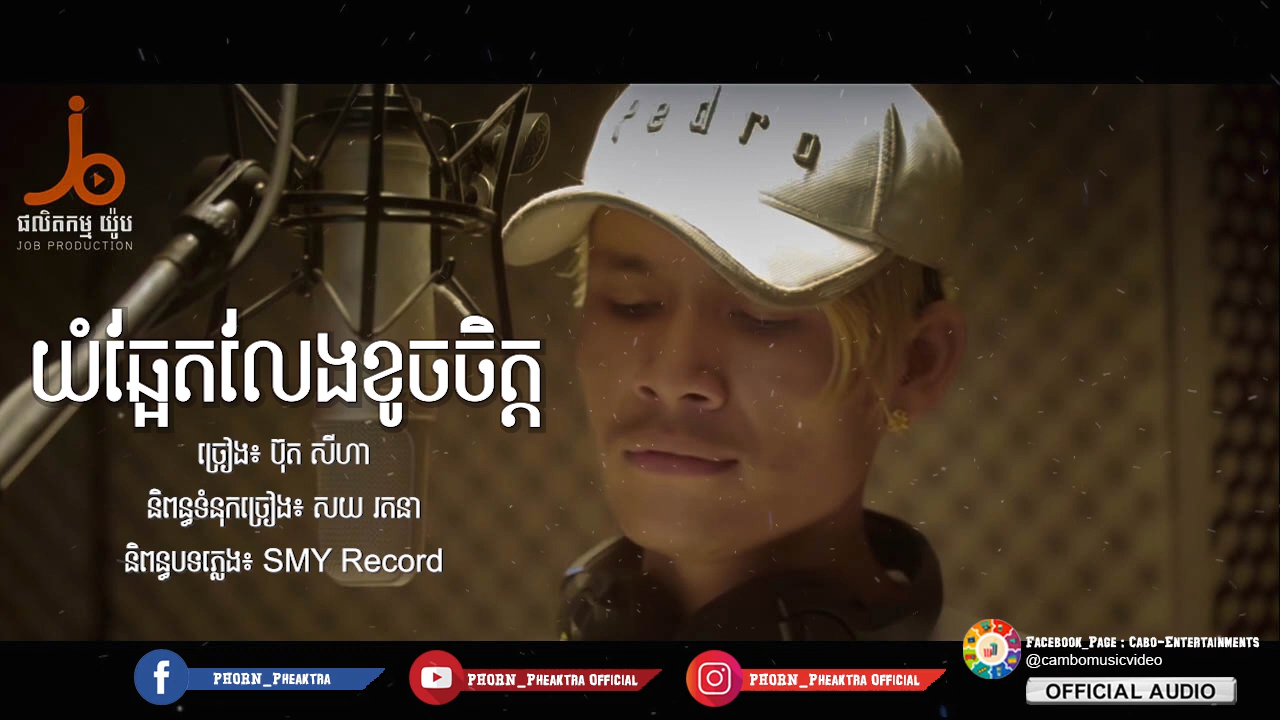 Pedro
ផលិតកម្ម យ៉ូប
JOB PRODUCTION
យំឆ្អែតលែងខូចចិត្ត
ច្រៀង៖ ប៊ុត សីហា
និពន្ធទំនុកច្រៀង៖ សយ រតនា
និពន្ធបទភ្លេង៖ SMY Record
PHORN_Pheaktra
PHORN_Pheaktra Official
PHORN_Pheaktra Official
Facebook_Page : Cabo-Entertainments
@cambomusicvideo
OFFICIAL AUDIO